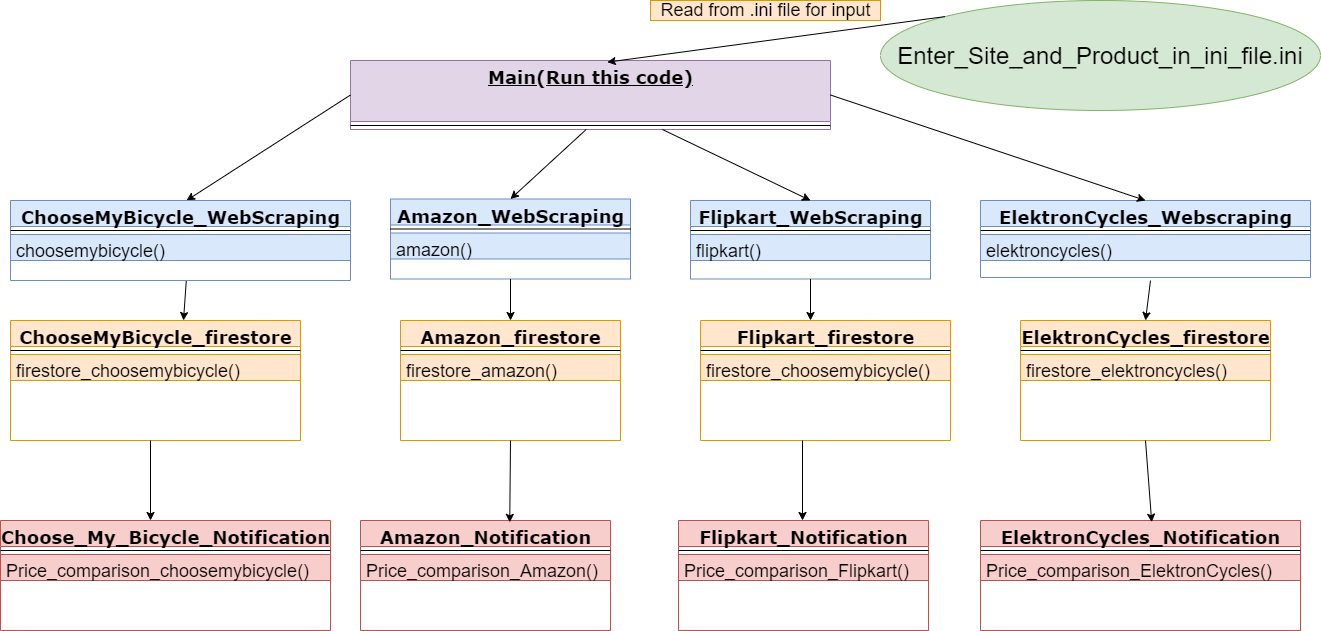 Read from .ini file for input
Enter_Site_and_Product_in_ini_file.ini
Main(Run this code)
ChooseMyBicycle_WebScraping
choosemybicycle()
Amazon_WebScraping
amazon()
Flipkart_WebScraping
flipkart()
ElektronCycles_Webscraping
elektroncycles()
ChooseMyBicycle_firestore
firestore_choosemybicycle()
Amazon_firestore
firestore_amazon()
Flipkart_firestore
firestore_choosemybicycle()
ElektronCycles_firestore
firestore_elektroncycles()
Choose_My_Bicycle_Notification
Price_comparison_choosemybicycle()
Amazon_Notification
Price_comparison_Amazon()
Flipkart_Notification
Price_comparison_Flipkart()
ElektronCycles_Notification
Price_comparison_ElektronCycles()